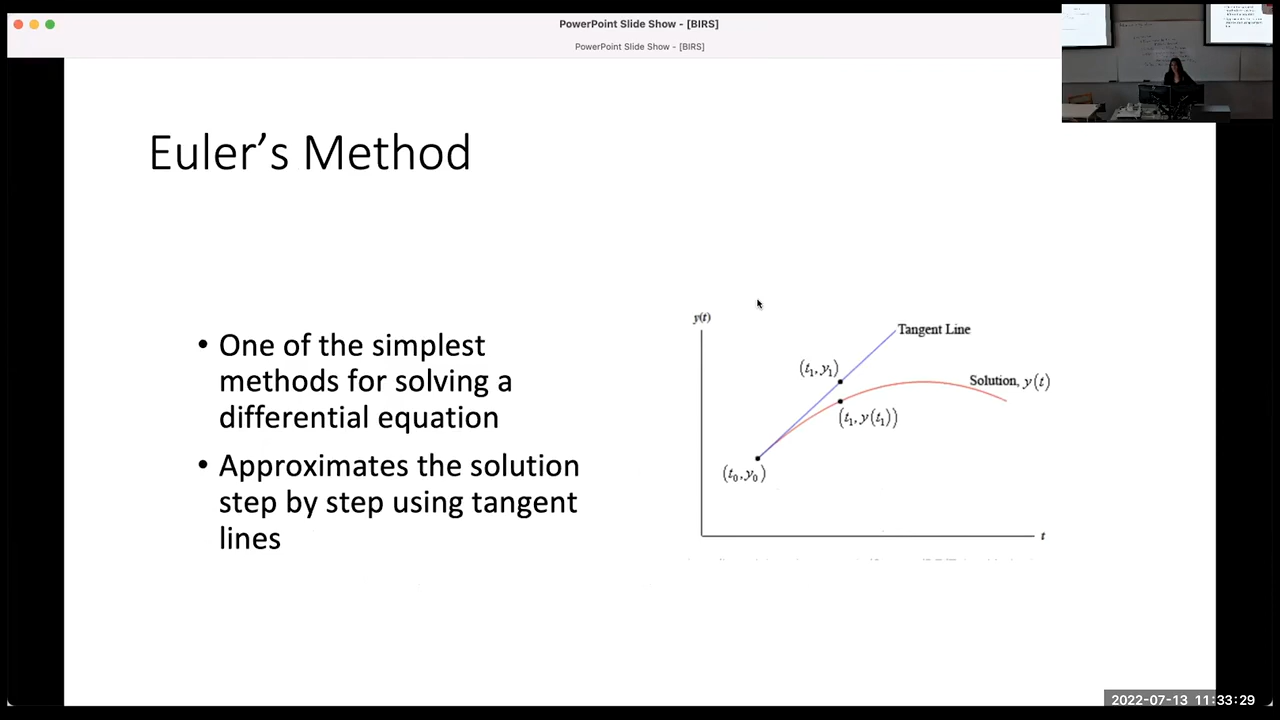 PowerPoint Slide Show - [BIRS]
PowerPoint Slide Show - [BIRS]
Euler’s Method
• One of the simplest
methods for solving a
differential equation
• Approximates the solution
step by step using tangent
lines
y(t)
Tangent Line
(t₁, y₁)
Solution, y(t)
(t₁, y(t₁))
(t₀, y₀)
t
2022-07-13 11:33:29